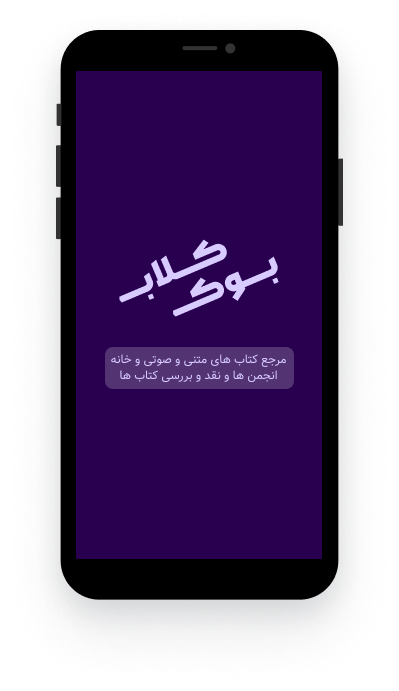 بوک
کلاب
مرجع کتاب های متنی و صوتی و خانه
انجمن ها و نقد و بررسی کتاب ها